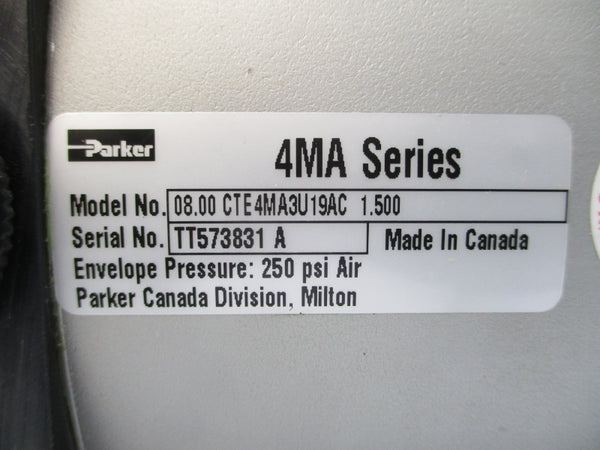 Parker
4MA Series
Model No. 08.00 CTE4MA3U19AC 1.500
Serial No. TT573831 A Made In Canada
Envelope Pressure: 250 psi Air
Parker Canada Division, Milton